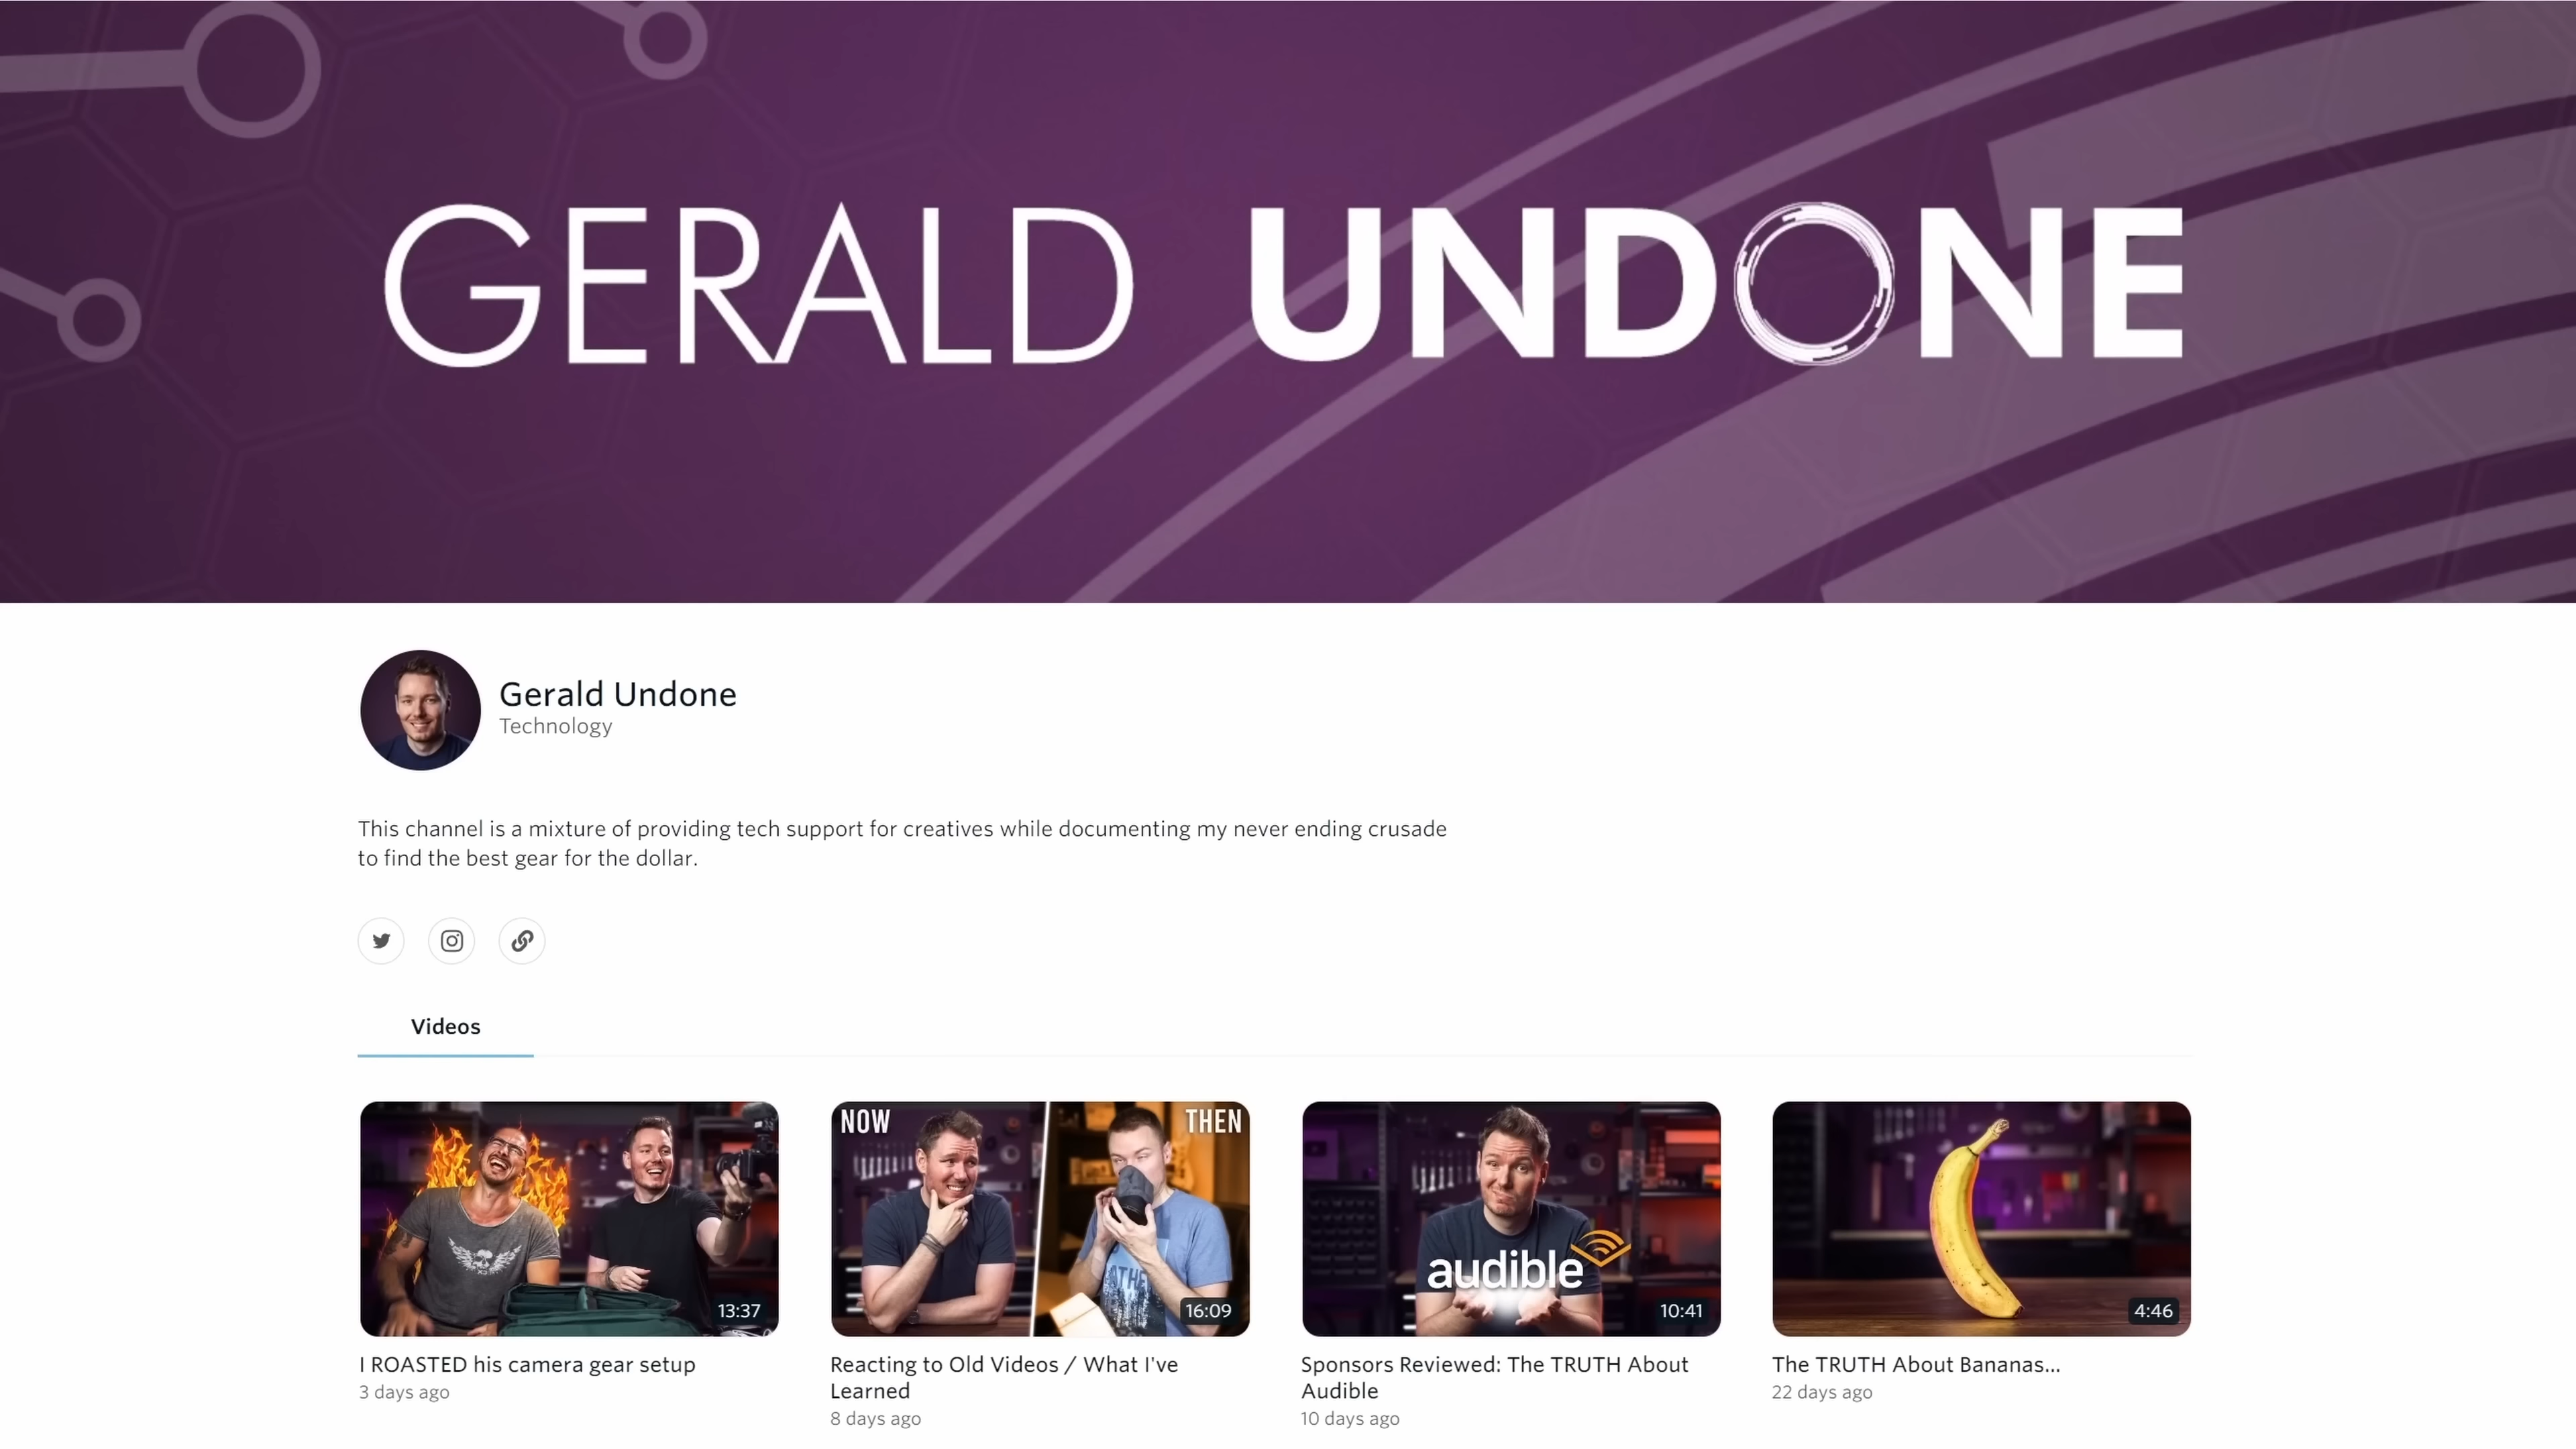 GERALD UNDONE
Gerald Undone
Technology
This channel is a mixture of providing tech support for creatives while documenting my never ending crusade
to find the best gear for the dollar.
Videos
NOW
THEN
audible
13:37
16:09
10:41
4:46
I ROASTED his camera gear setup
3 days ago
Reacting to Old Videos / What I've
Learned
8 days ago
Sponsors Reviewed: The TRUTH About
Audible
10 days ago
The TRUTH About Bananas...
22 days ago